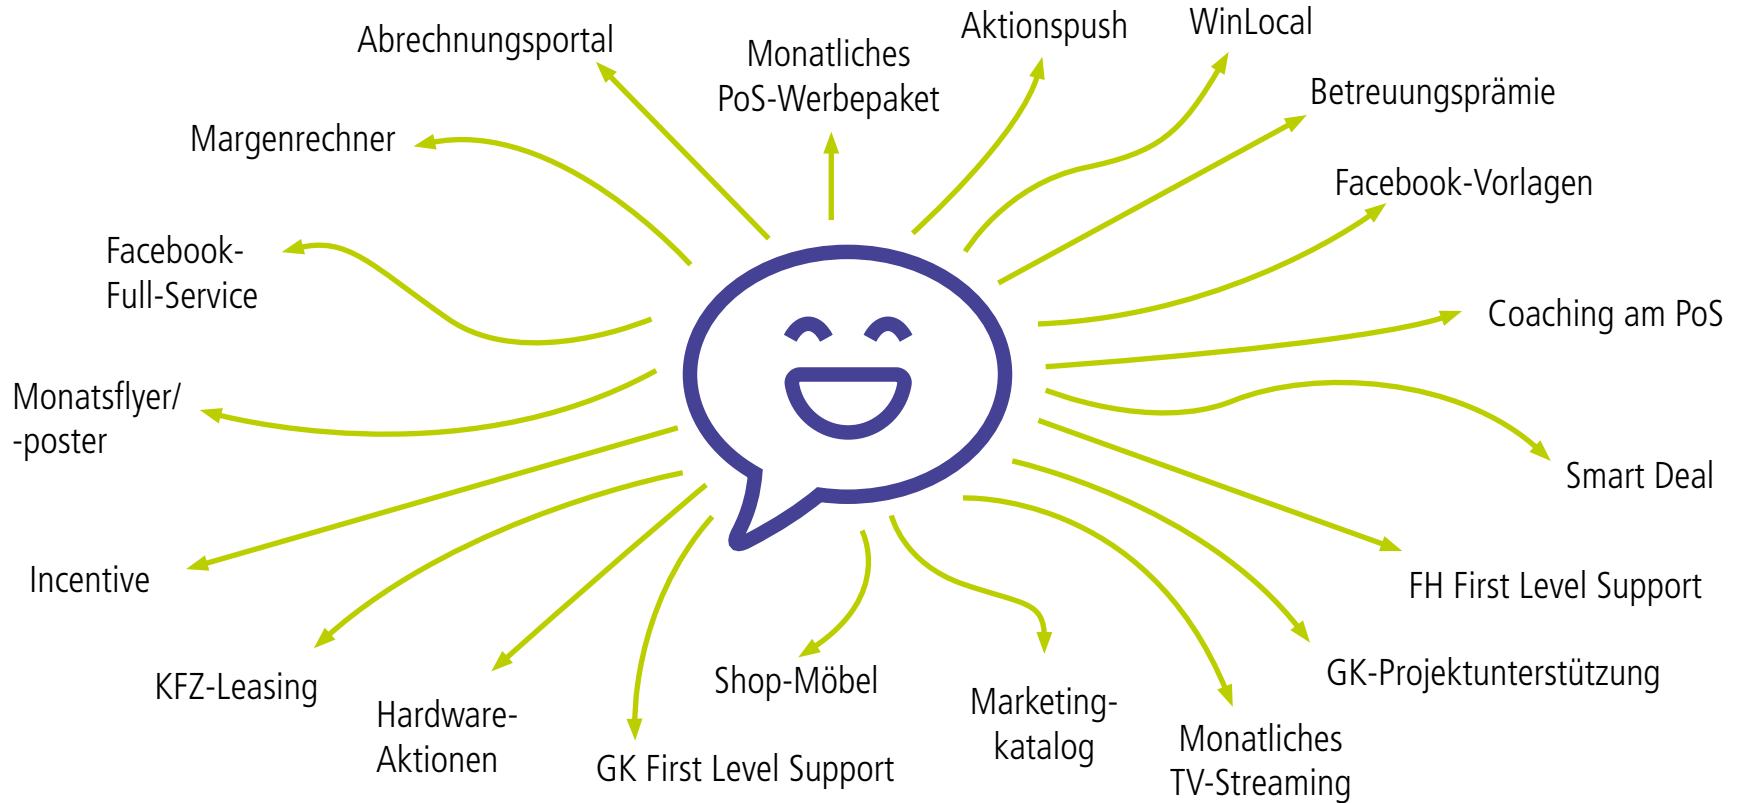 Abrechnungsportal
Monatliches
PoS-Werbepaket
Aktionspush
WinLocal
Betreuungsprämie
Margenrechner
Facebook-Vorlagen
Facebook-
Full-Service
Coaching am PoS
Monatsflyer/
-poster
Smart Deal
Incentive
FH First Level Support
KFZ-Leasing
Hardware-
Aktionen
GK First Level Support
Shop-Möbel
Marketing-
katalog
Monatliches
TV-Streaming
GK-Projektunterstützung